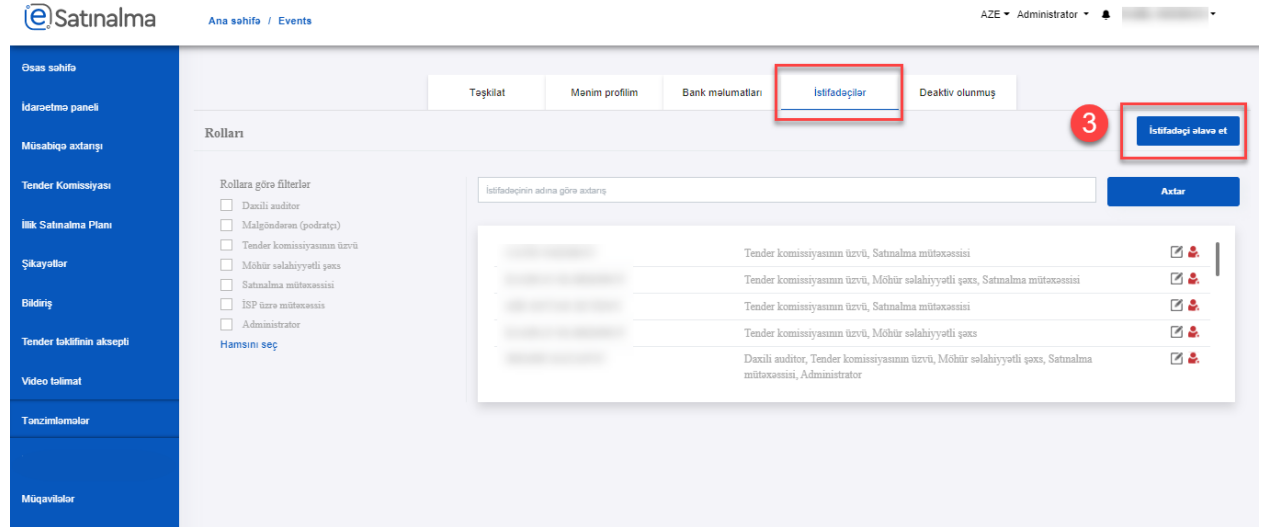 e Satınalma
Ana səhifə / Events
AZE
Administrator
Əsas səhifə
İdarəetmə paneli
Müsabiqə axtarışı
Tender Komissiyası
İllik Satınalma Planı
Şikayətlər
Bildiriş
Tender təklifinin aksepti
Video təlimat
Tənzimləmələr
Müqavilələr
Təşkilat
Mənim profilim
Bank məlumatları
İstifadəçilər
Deaktiv olunmuş
Rolları
3
İstifadəçi əlavə et
Rollara görə filterlər
Daxili auditor
Malgöndərən (podratçı)
Tender komissiyasının üzvü
Möhür səlahiyyətli şəxs
Satınalma mütəxəssisi
İSP üzrə mütəxəssis
Administrator
Hamsını seç
İstifadəçinin adına görə axtarış
Axtar
Tender komissiyasının üzvü, Satınalma mütəxəssisi
Tender komissiyasının üzvü, Möhür səlahiyyətli şəxs, Satınalma mütəxəssisi
Tender komissiyasının üzvü, Satınalma mütəxəssisi
Tender komissiyasının üzvü, Möhür səlahiyyətli şəxs
Daxili auditor, Tender komissiyasının üzvü, Möhür səlahiyyətli şəxs, Satınalma
mütəxəssisi, Administrator